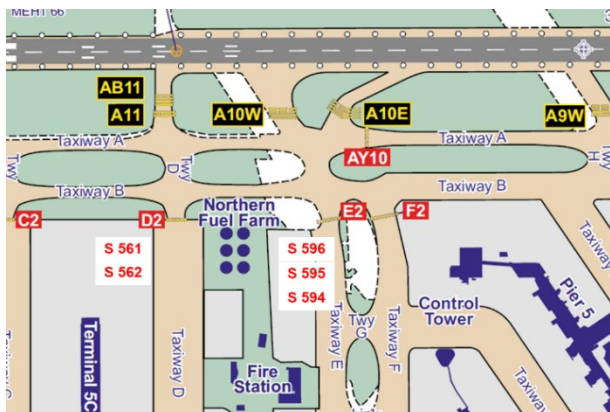 MEHT 66
AB11
A11
A10W
A10E
A9W
Taxiway A
Taxiway A
AY10
Twy
Twy
D
Twy
H
Taxiway B
Taxiway B
C2
D2
Northern
Fuel Farm
E2
F2
S 561
S 562
S 596
S 595
S 594
Taxiway
Control
Tower
Pier 5
Terminal 5C
Taxiway D
Taxiway E
Twy
G
Taxiway F
Fire
Station
Taxiway